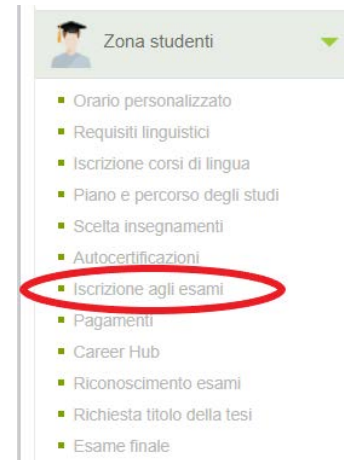 Zona studenti
Orario personalizzato
Requisiti linguistici
Iscrizione corsi di lingua
Piano e percorso degli studi
Scelta insegnamenti
Autocertificazioni
Iscrizione agli esami
Pagamenti
Career Hub
Riconoscimento esami
Richiesta titolo della tesi
Esame finale